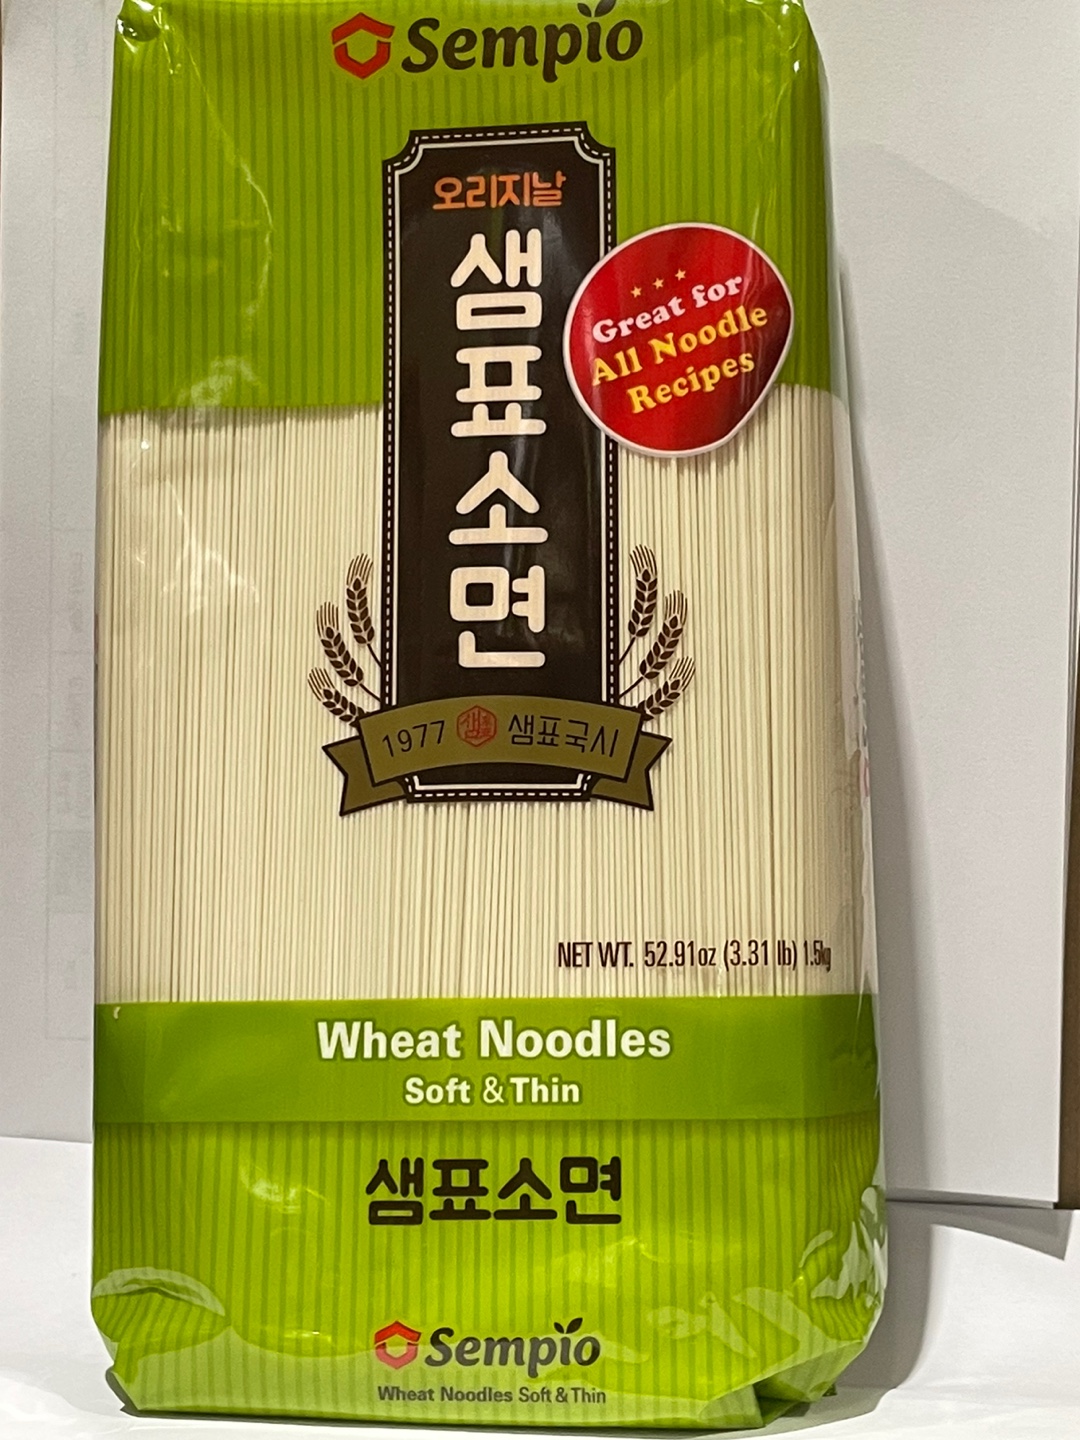 Sempio
오리지날
샘표소면
Great for
All Noodle
Recipes
1977 샘표 샘표국시
NET WT. 52.91oz (3.31 lb) 1.5kg
Wheat Noodles
Soft & Thin
샘표소면
Sempio
Wheat Noodles Soft & Thin